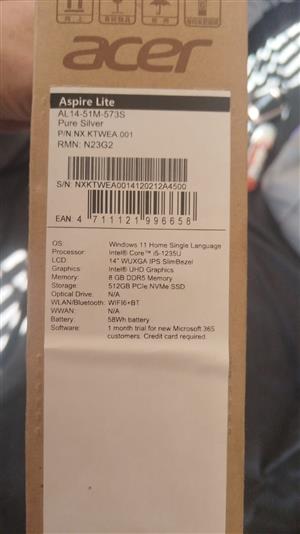 acer
Aspire Lite
AL14-51M-573S
Pure Silver
P/N: NX.KTWEA.001
RMN: N23G2
S/N: NXKTWEA0014120212A4500
EAN: 4 711121 996658
OS: Windows 11 Home Single Language
Processor: Intel® Core™ i5-1235U
LCD 14" WUXGA IPS SlimBezel
Graphics Intel® UHD Graphics
Memory: 8 GB DDR5 Memory
Storage: 512GB PCIe NVMe SSD
Optical Drive: N/A
WLAN/Bluetooth: WIFI6+BT
WWAN: N/A
Battery: 58Wh battery
Software: 1 month trial for new Microsoft 365
customers. Credit card required.